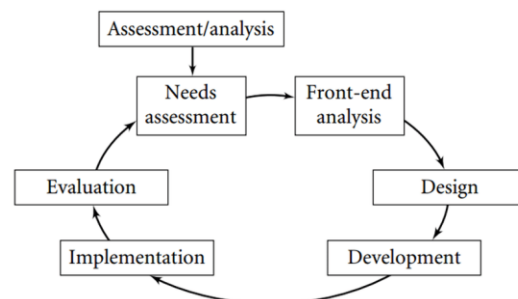 Assessment/analysis
Needs
assessment
Front-end
analysis
Evaluation
Design
Implementation
Development